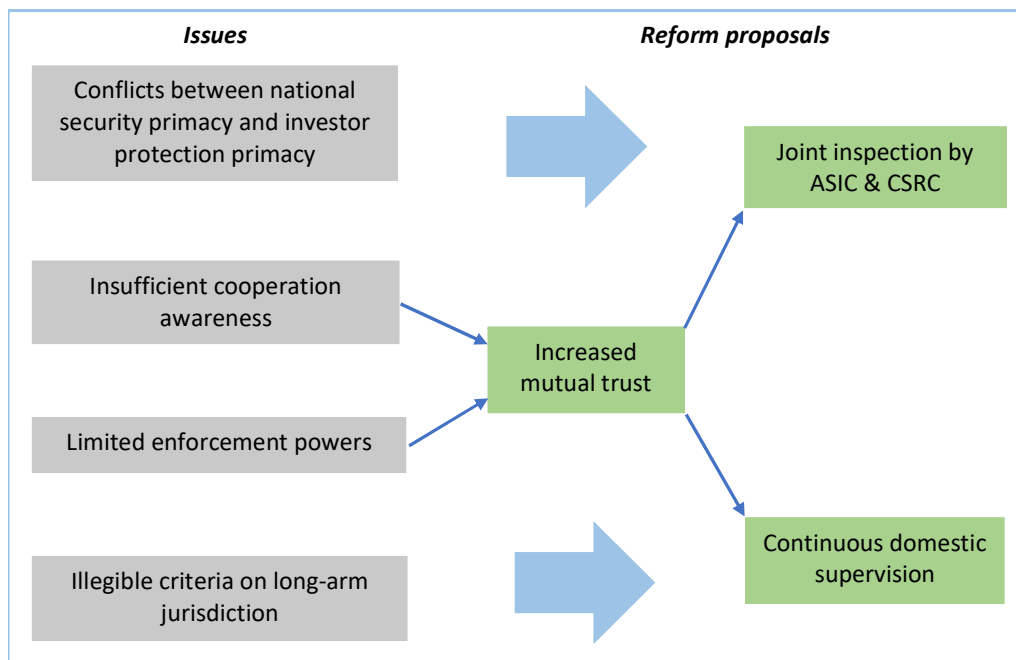 Issues
Reform proposals
Conflicts between national
security primacy and investor
protection primacy
Joint inspection by
ASIC & CSRC
Insufficient cooperation
awareness
Increased
mutual trust
Limited enforcement powers
Continuous domestic
supervision
Illegible criteria on long-arm
jurisdiction